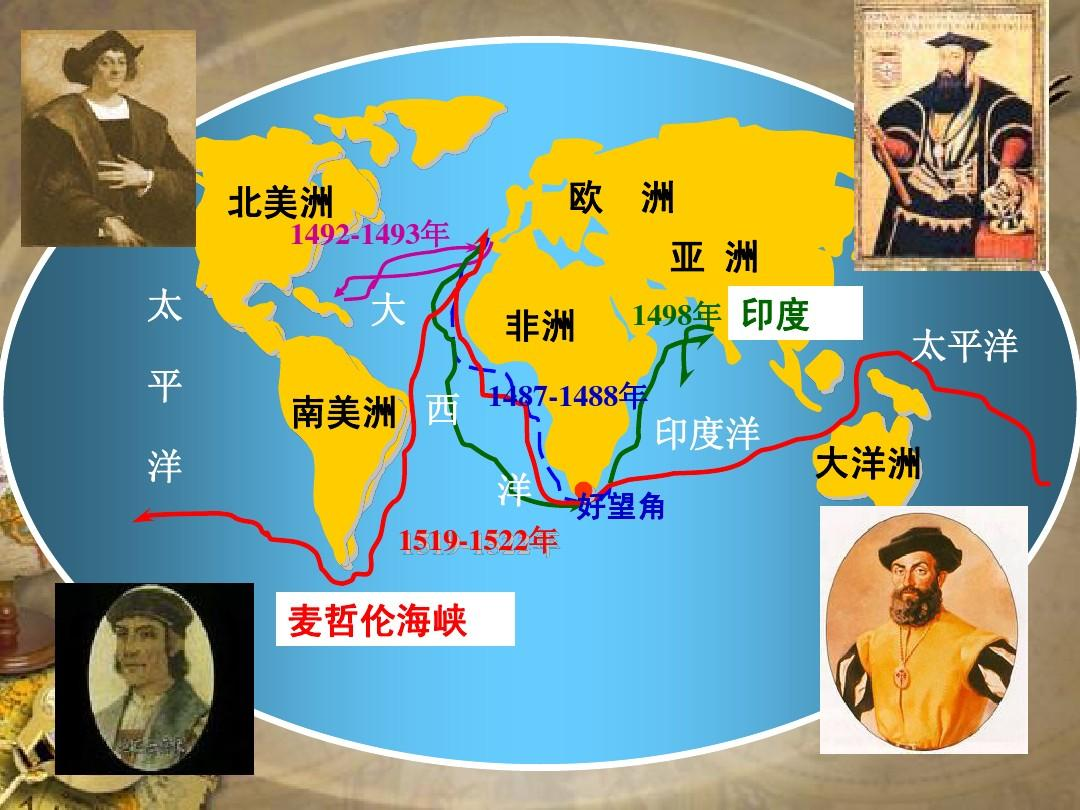 北美洲
欧 洲
1492-1493年
亚 洲
太平洋
大西洋
非洲
1498年
印度
太平洋
南美洲
1487-1488年
印度洋
大洋洲
好望角
1519-1522年
麦哲伦海峡